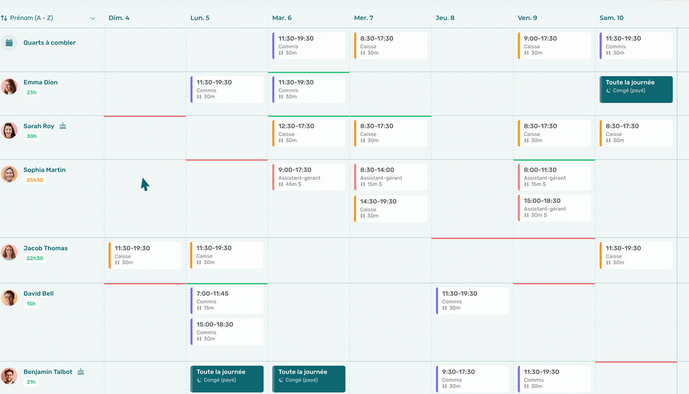 Prénom (A - Z)
Dim. 4
Lun. 5
Mar. 6
Mer. 7
Jeu. 8
Ven. 9
Sam. 10
Quarts à combler
11:30-19:30
Commis
30m
8:30-17:30
Caisse
30m
9:00-17:30
Caisse
30m
11:30-19:30
Commis
30m
Emma Dion
23h
11:30-19:30
Commis
30m
11:30-19:30
Commis
30m
Toute la journée
Congé (payé)
Sarah Roy
30h
12:30-17:30
Caisse
30m
8:30-17:30
Caisse
30m
8:30-17:30
Caisse
30m
8:30-17:30
Caisse
30m
Sophia Martin
25h30
9:00-17:30
Assistant-gérant
45m $
8:30-14:00
Assistant-gérant
15m $
14:30-19:30
Caisse
30m
8:00-11:30
Assistant-gérant
15m $
15:00-18:30
Assistant-gérant
30m $
Jacob Thomas
22h30
11:30-19:30
Caisse
30m
11:30-19:30
Caisse
30m
11:30-19:30
Caisse
30m
David Bell
15h
7:00-11:45
Commis
15m
15:00-18:30
Commis
30m
11:30-19:30
Commis
30m
Benjamin Talbot
31h
Toute la journée
Congé (payé)
Toute la journée
Congé (payé)
9:30-17:30
Commis
30m
11:30-19:30
Commis
30m